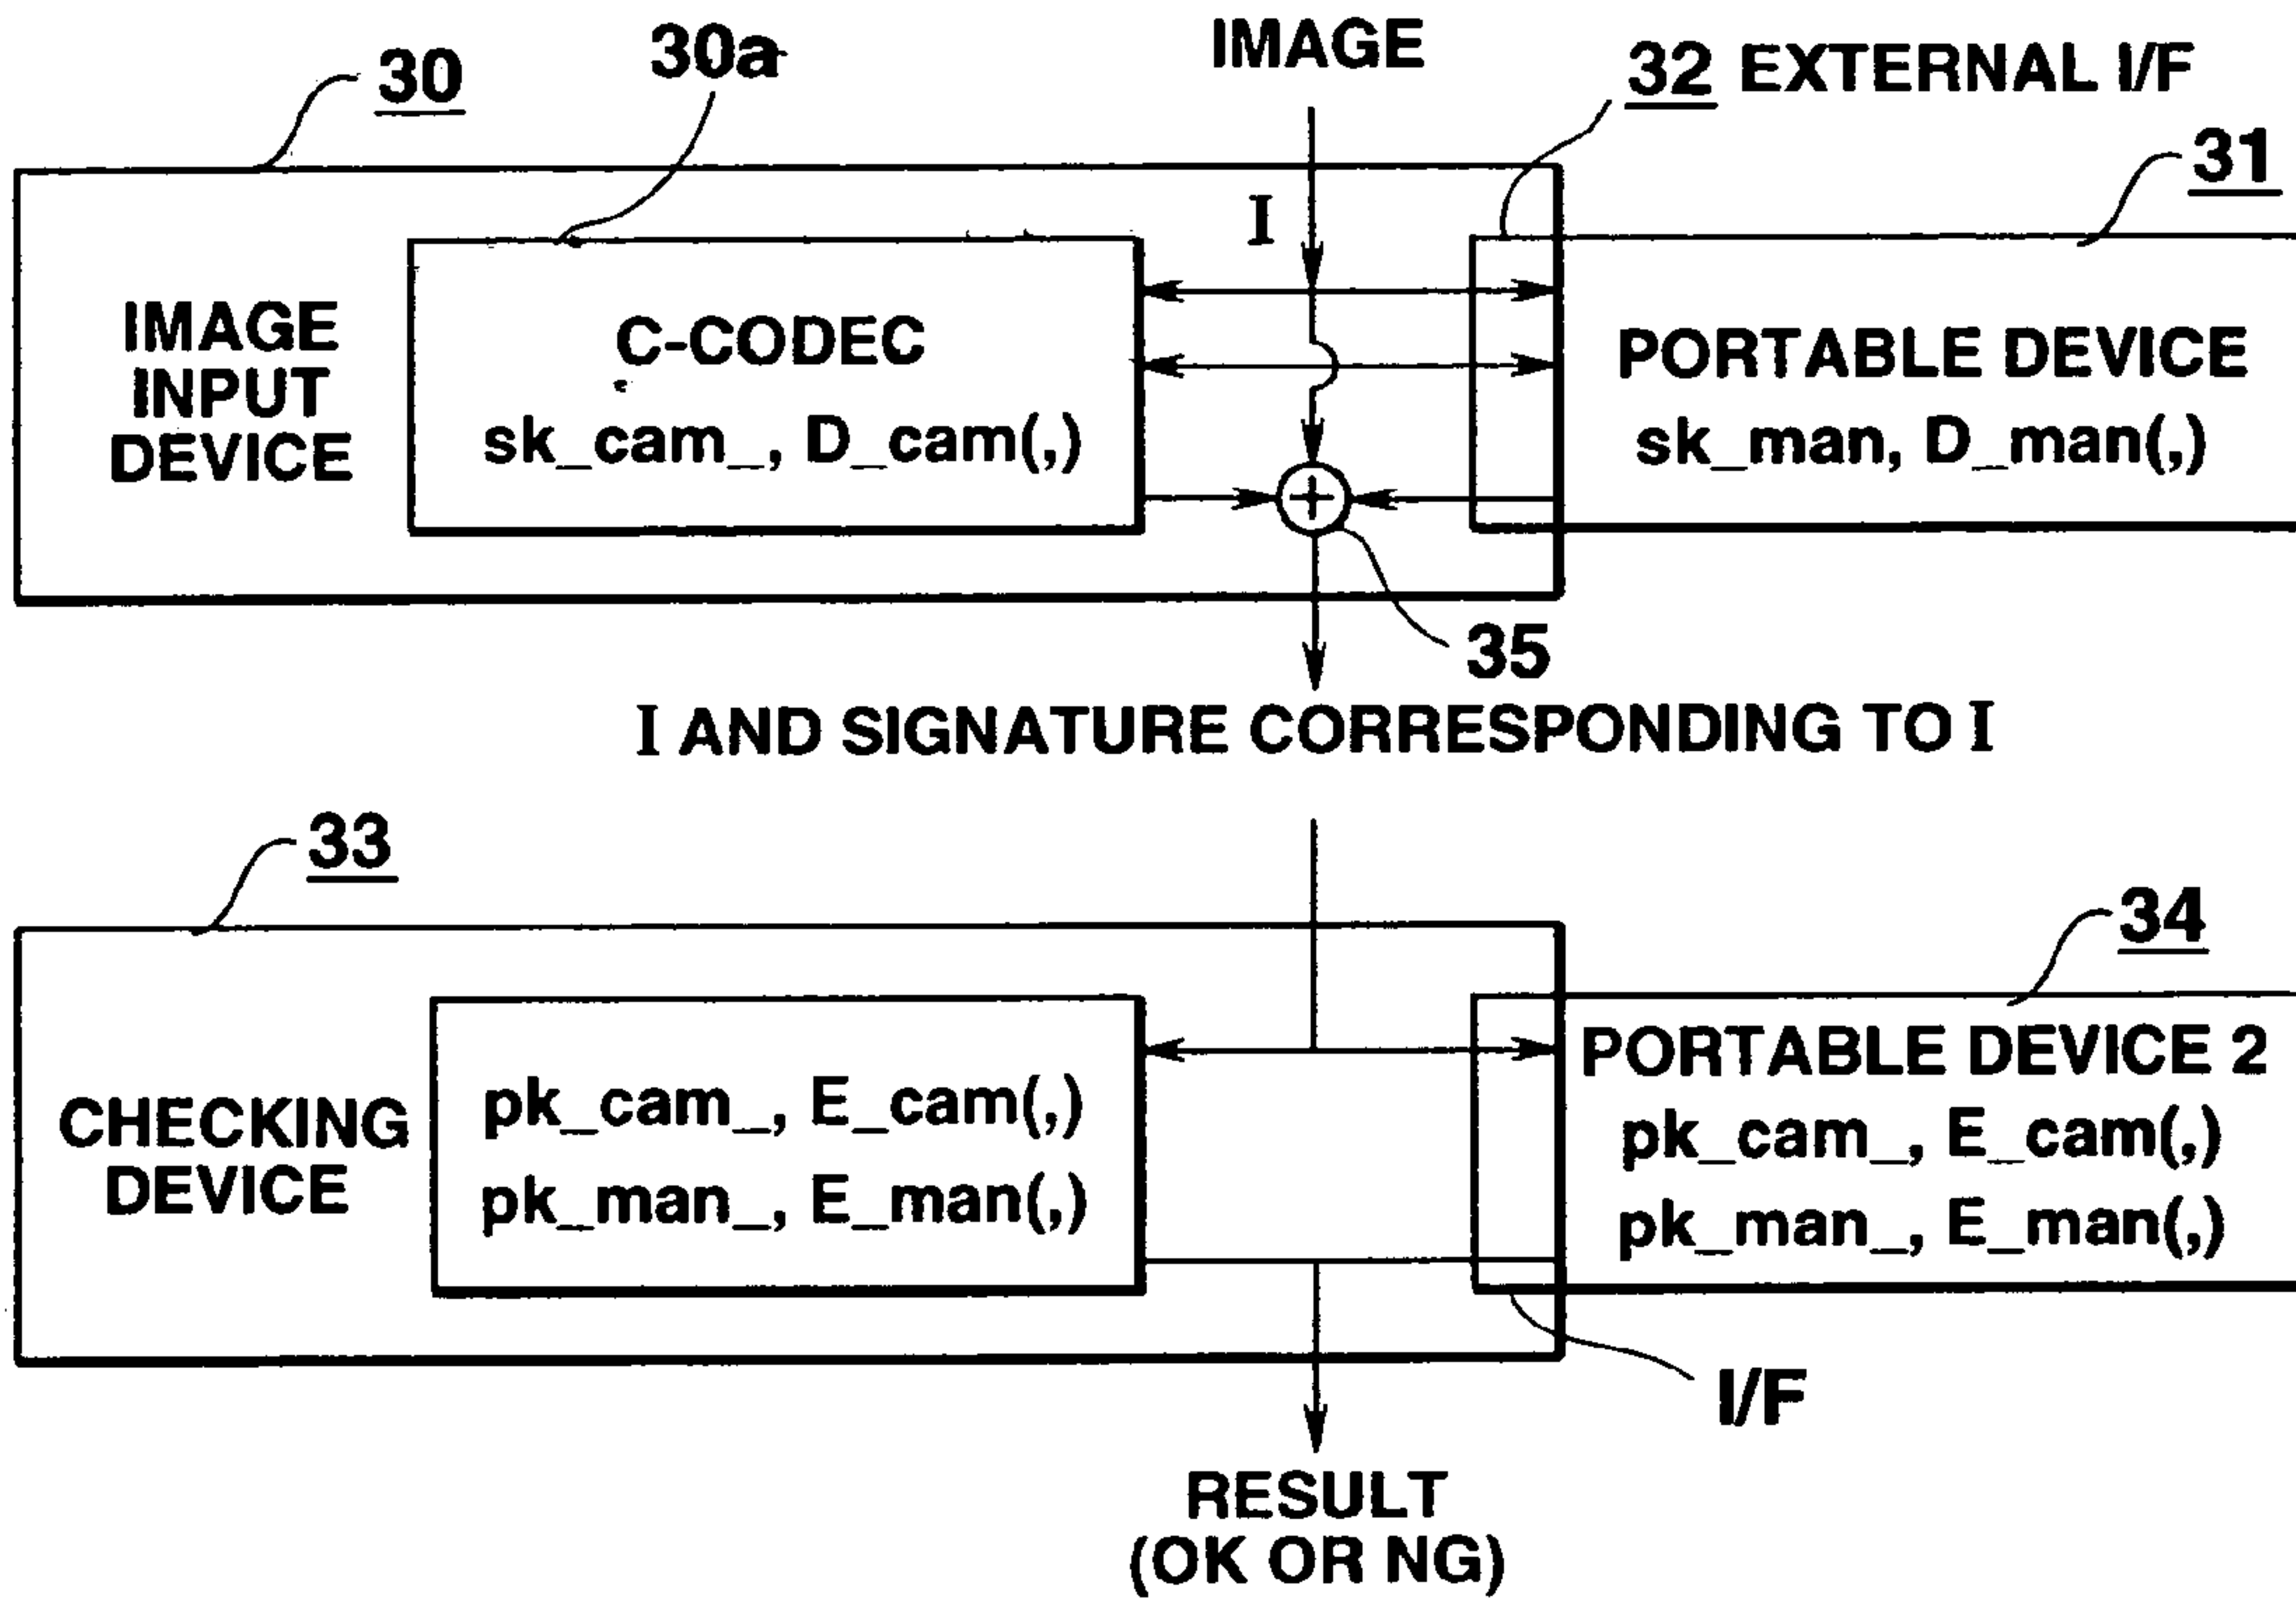 30
30a
IMAGE
32 EXTERNAL I/F
31
I
IMAGE
INPUT
DEVICE
C-CODEC
sk_cam_, D_cam(,)
PORTABLE DEVICE
sk_man, D_man(,)
35
I AND SIGNATURE CORRESPONDING TO I
33
34
CHECKING
DEVICE
pk_cam_, E_cam(,)
pk_man_, E_man(,)
PORTABLE DEVICE 2
pk_cam_, E_cam(,)
pk_man_, E_man(,)
I/F
RESULT
(OK OR NG)